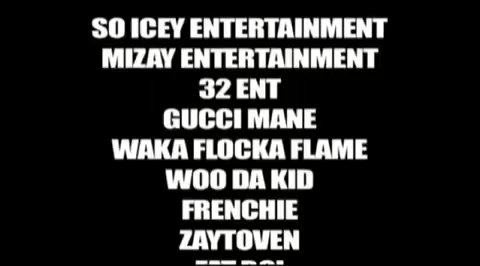 SO ICEY ENTERTAINMENT
MIZAY ENTERTAINMENT
32 ENT
GUCCI MANE
WAKA FLOCKA FLAME
WOO DA KID
FRENCHIE
ZAYTOVEN